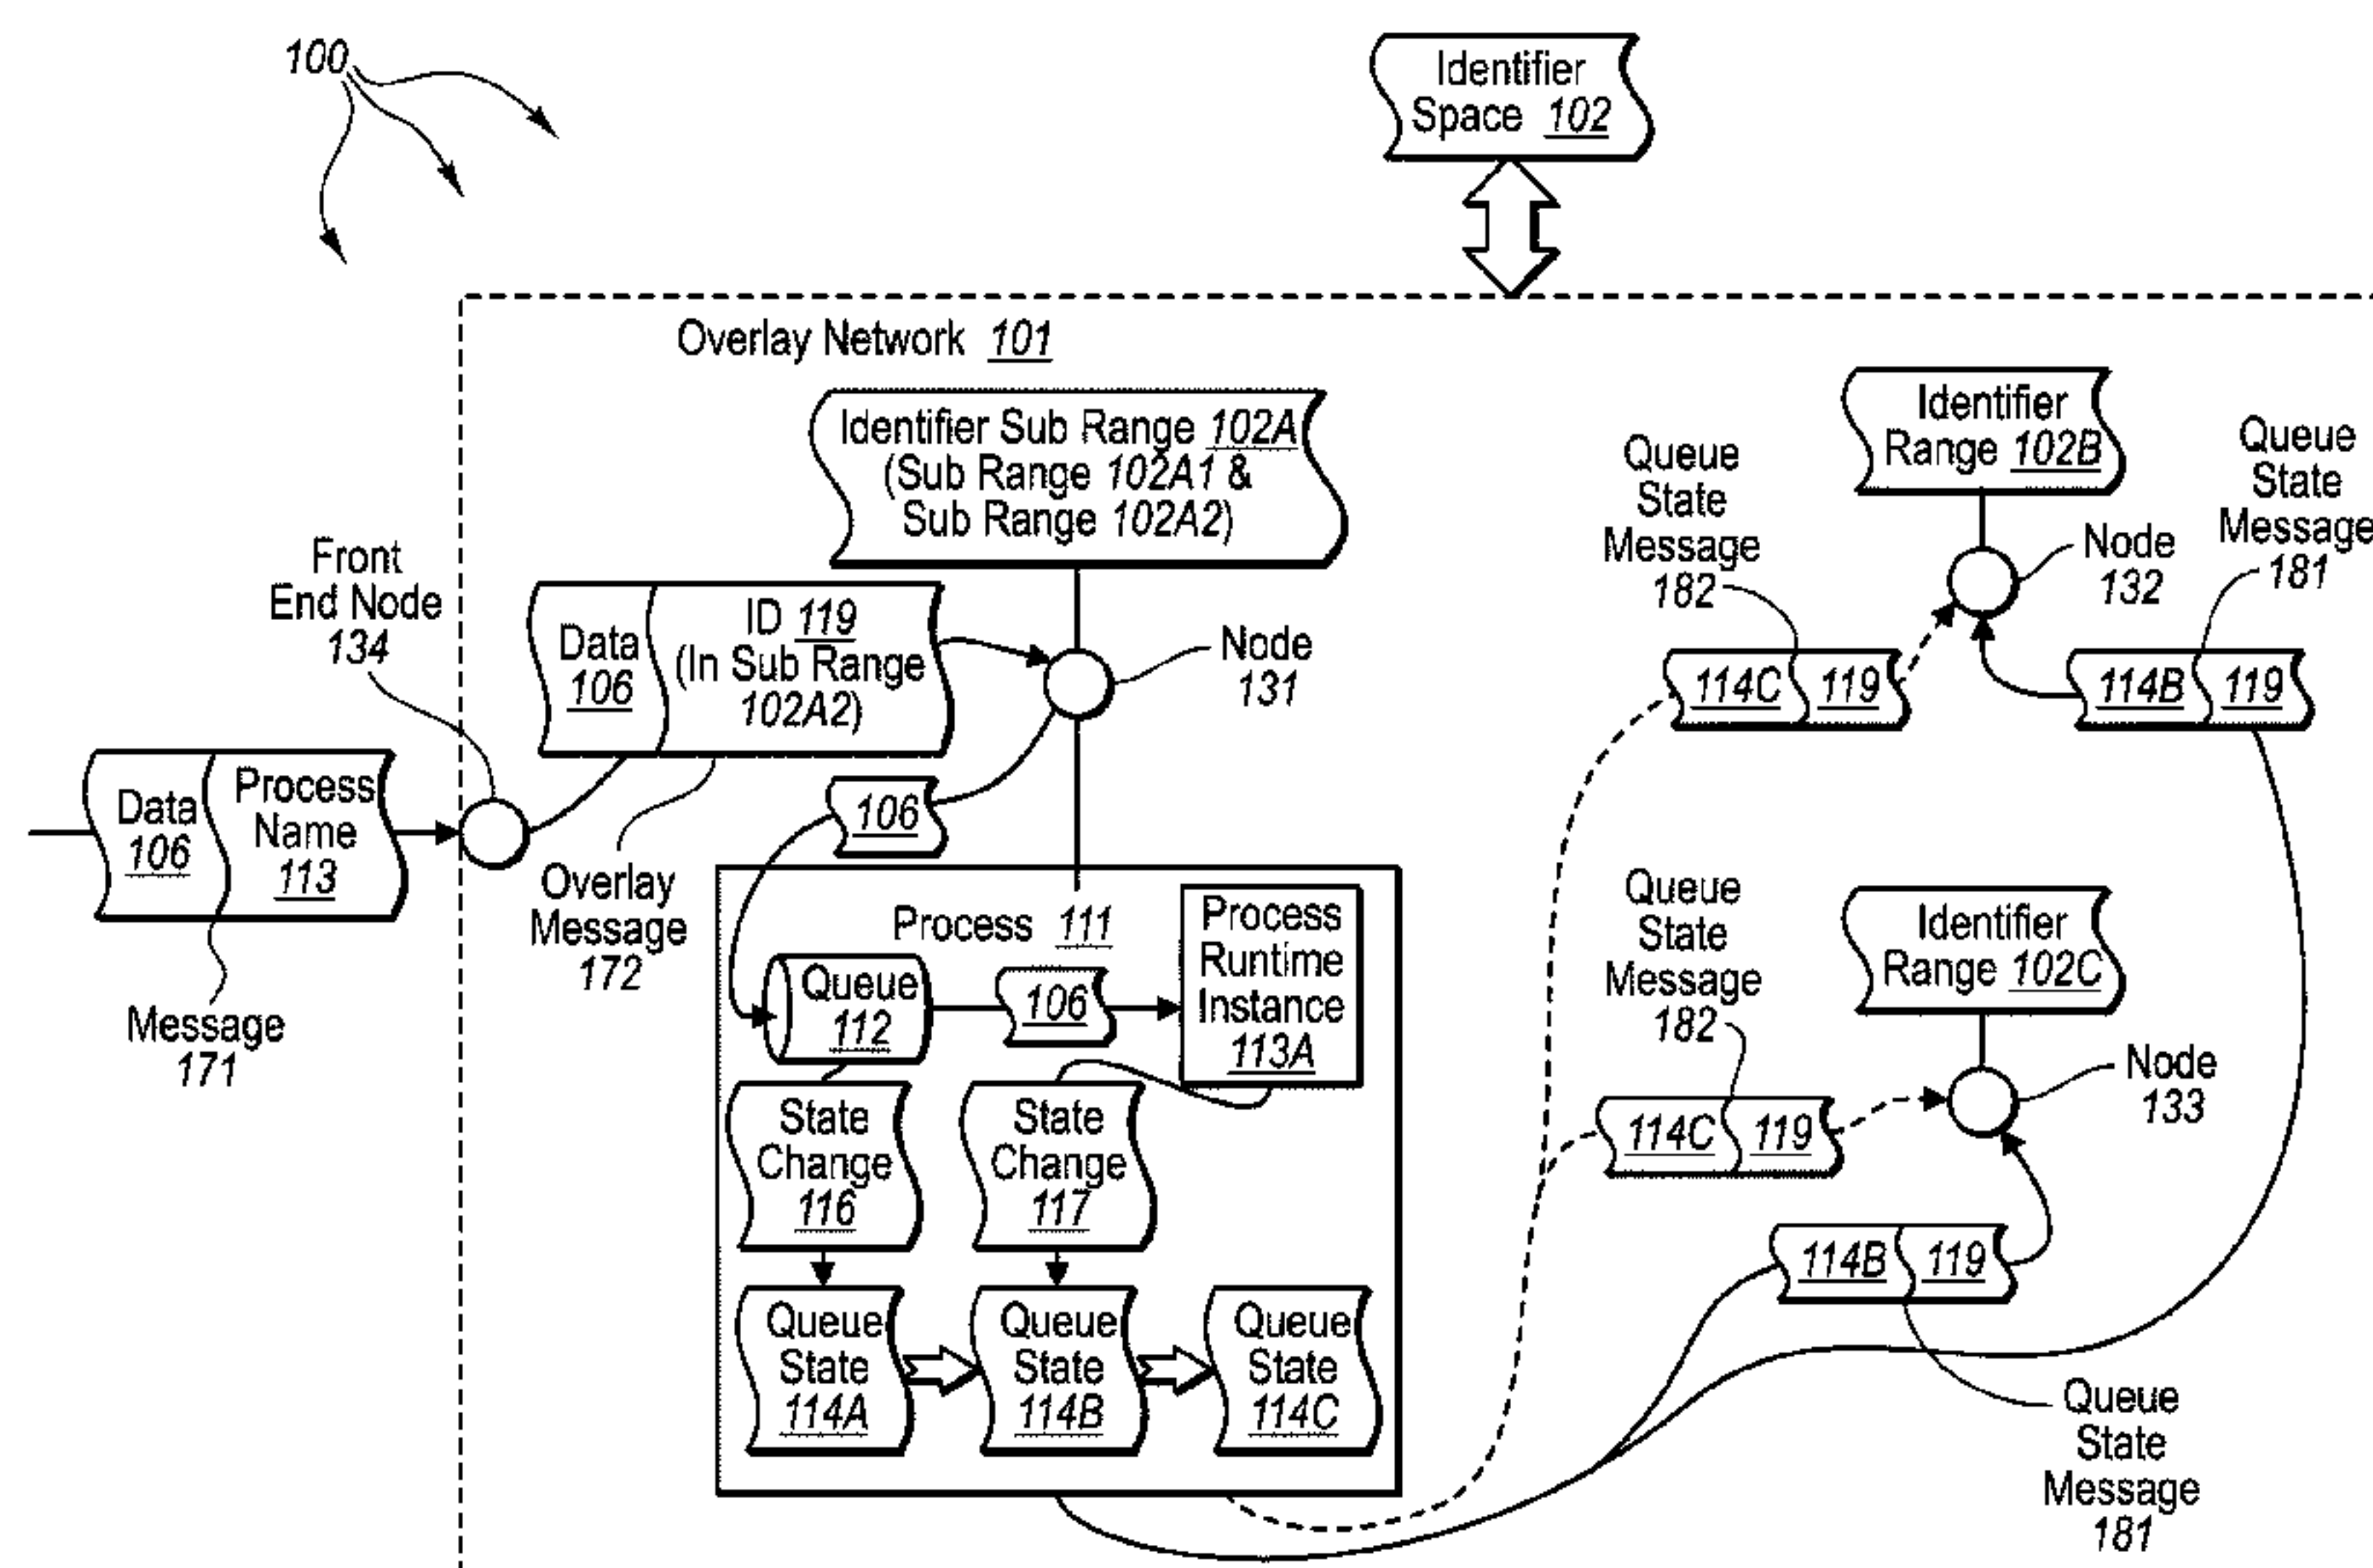 100
Identifier
Space 102
Overlay Network 101
Identifier Sub Range 102A
(Sub Range 102A1 &
Sub Range 102A2)
Identifier
Range 102B
Queue
State
Message
181
Queue
State
Message
182
Node
132
Front
End Node
134
Data
106
ID 119
(In Sub Range
102A2)
Node
131
114C
119
114B
119
Data
106
Process
Name
113
106
Overlay
Message
172
Message
171
Process 111
Process
Runtime
Instance
113A
Queue
112
106
Queue
State
Message
182
Identifier
Range 102C
Node
133
State
Change
116
State
Change
117
114C
119
114B
119
Queue
State
114A
Queue
State
114B
Queue
State
114C
Queue
State
Message
181